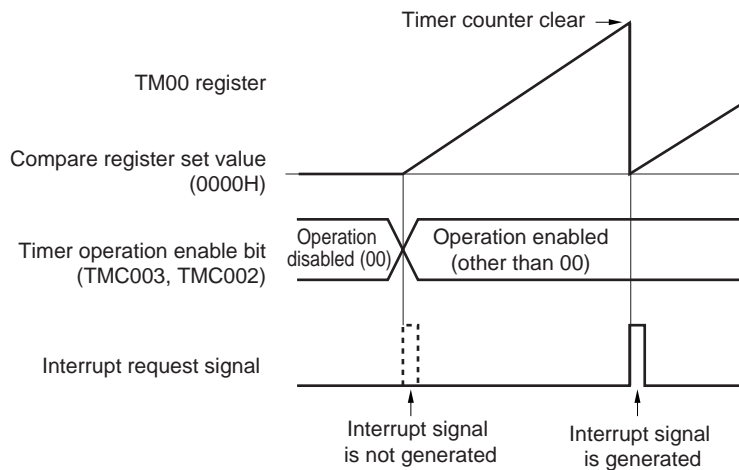 Timer counter clear
TM00 register
Compare register set value
(0000H)
Timer operation enable bit
(TMC003, TMC002)
Operation
disabled (00)
Operation enabled
(other than 00)
Interrupt request signal
Interrupt signal
is not generated
Interrupt signal
is generated